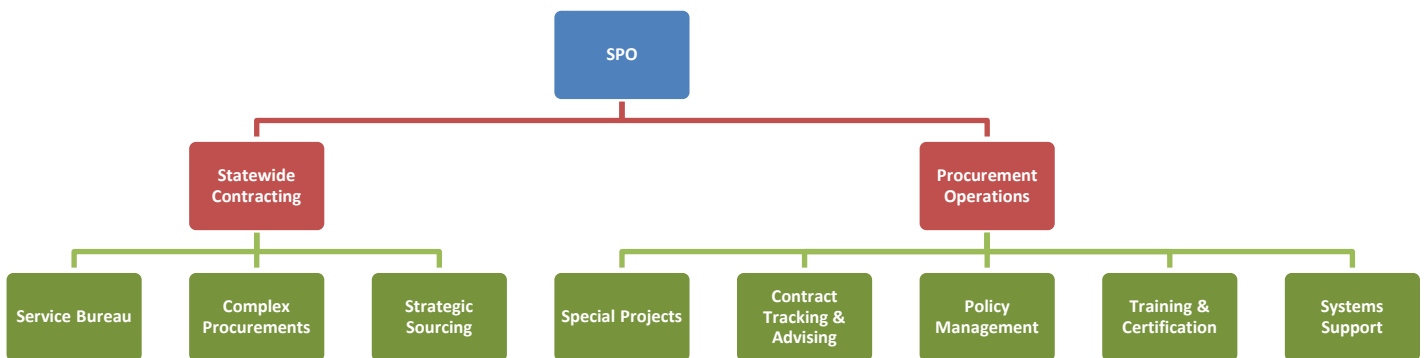 SPO
Statewide
Contracting
Procurement
Operations
Service Bureau
Complex
Procurements
Strategic
Sourcing
Special Projects
Contract
Tracking &
Advising
Policy
Management
Training &
Certification
Systems
Support